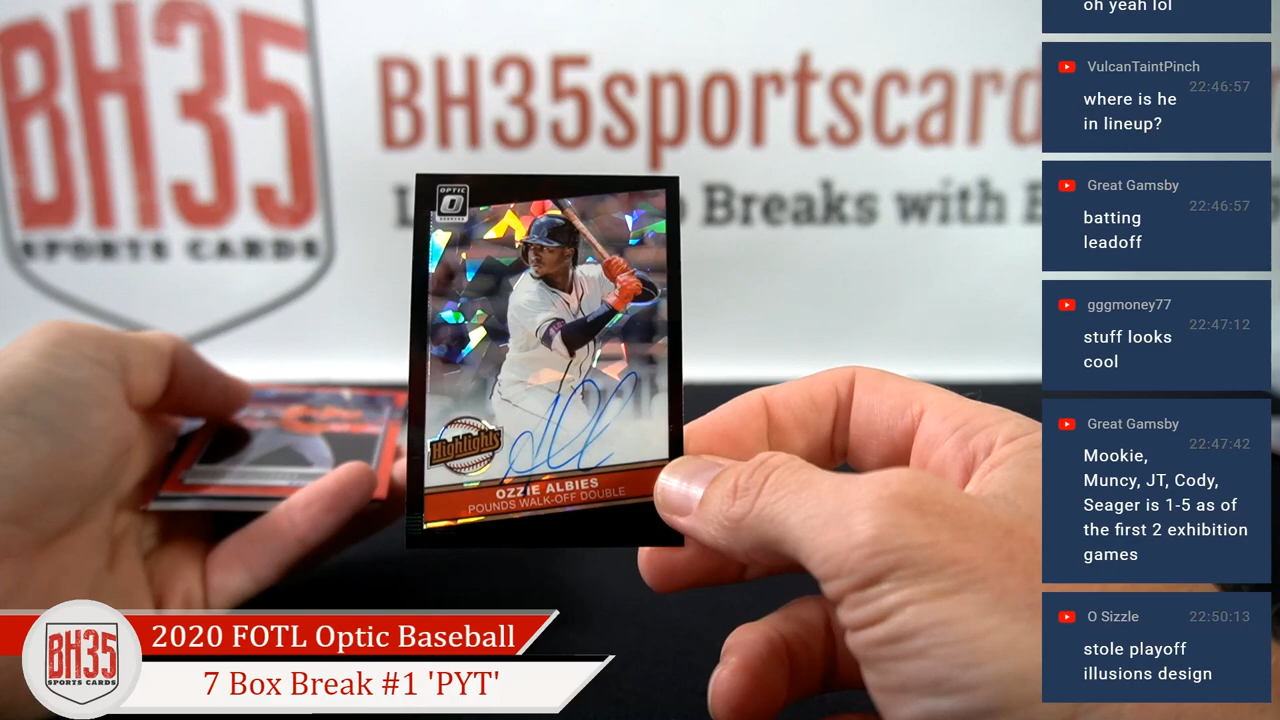 BH35
SPORTS CARDS
BH35sportscard
Breaks with
OPTIC
Highlights
OZZIE ALBIES
POUNDS WALK-OFF DOUBLE
BH35
SPORTS CARDS
2020 FOTL Optic Baseball
7 Box Break #1 'PYT'
oh yeah lol
VulcanTaintPinch
22:46:57
where is he
in lineup?
Great Gamsby
22:46:57
batting
leadoff
gggmoney77
22:47:12
stuff looks
cool
Great Gamsby
22:47:42
Mookie,
Muncy, JT, Cody,
Seager is 1-5 as of
the first 2 exhibition
games
O Sizzle
22:50:13
stole playoff
illusions design